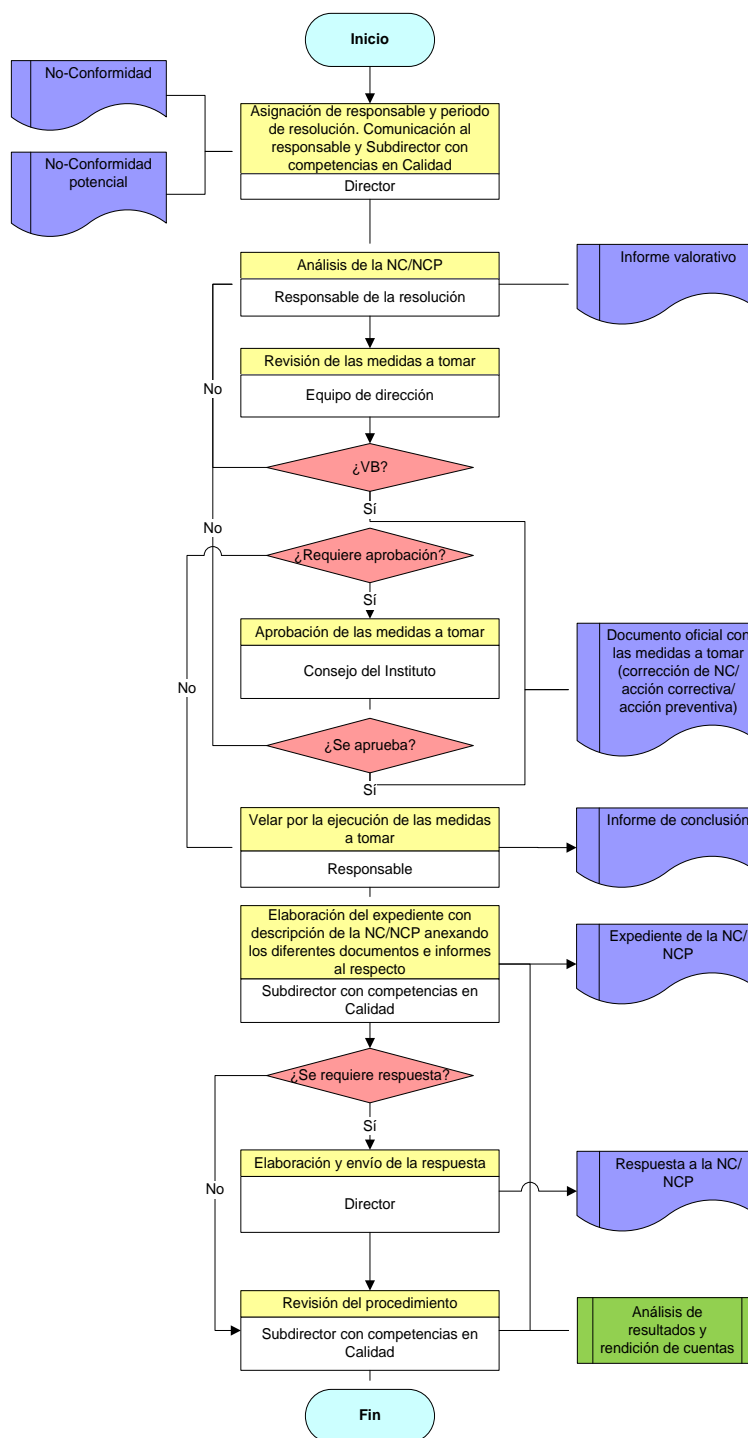 Inicio
No-Conformidad
No-Conformidad
potencial
Asignación de responsable y periodo
de resolución. Comunicación al
responsable y Subdirector con
competencias en Calidad
Director
Análisis de la NC/NCP
Responsable de la resolución
Informe valorativo
Revisión de las medidas a tomar
Equipo de dirección
No
¿VB?
Sí
No
¿Requiere aprobación?
Sí
Aprobación de las medidas a tomar
Consejo del Instituto
Documento oficial con
las medidas a tomar
(corrección de NC/
acción correctiva/
acción preventiva)
No
¿Se aprueba?
Sí
Velar por la ejecución de las medidas
a tomar
Responsable
Informe de conclusión
Elaboración del expediente con
descripción de la NC/NCP anexando
los diferentes documentos e informes
al respecto
Subdirector con competencias en
Calidad
Expediente de la NC/
NCP
¿Se requiere respuesta?
Sí
Elaboración y envío de la respuesta
Director
Respuesta a la NC/
NCP
No
Revisión del procedimiento
Subdirector con competencias en
Calidad
Análisis de
resultados y
rendición de cuentas
Fin